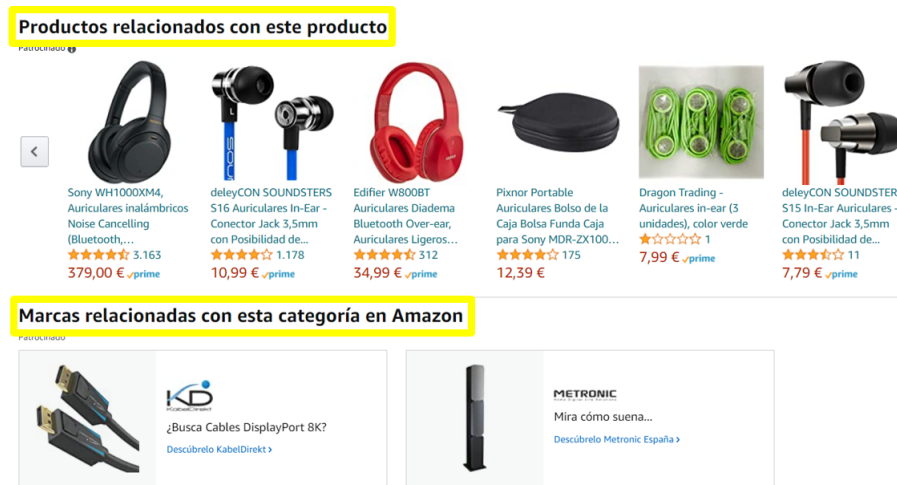 Productos relacionados con este producto
Patrocinado
Sony WH1000XM4,
Auriculares inalámbricos
Noise Cancelling
(Bluetooth,...
3.163
379,00 € prime
deleyCON SOUNDSTERS
S16 Auriculares In-Ear -
Conector Jack 3,5mm
con Posibilidad de...
1.178
10,99 € prime
Edifier W800BT
Auriculares Diadema
Bluetooth Over-ear,
Auriculares Ligeros...
312
34,99 € prime
Pixnor Portable
Auriculares Bolso de la
Caja Bolsa Funda Caja
para Sony MDR-ZX100...
175
12,39 €
Dragon Trading -
Auriculares in-ear (3
unidades), color verde
1
7,99 € prime
deleyCON SOUNDSTER
S15 In-Ear Auriculares -
Conector Jack 3,5mm
con Posibilidad de...
11
7,79 € prime
Marcas relacionadas con esta categoría en Amazon
Patrocinado
KD
KabelDirekt
¿Busca Cables DisplayPort 8K?
Descúbrelo KabelDirekt ›
METRONIC
Mira cómo suena...
Descúbrelo Metronic España ›